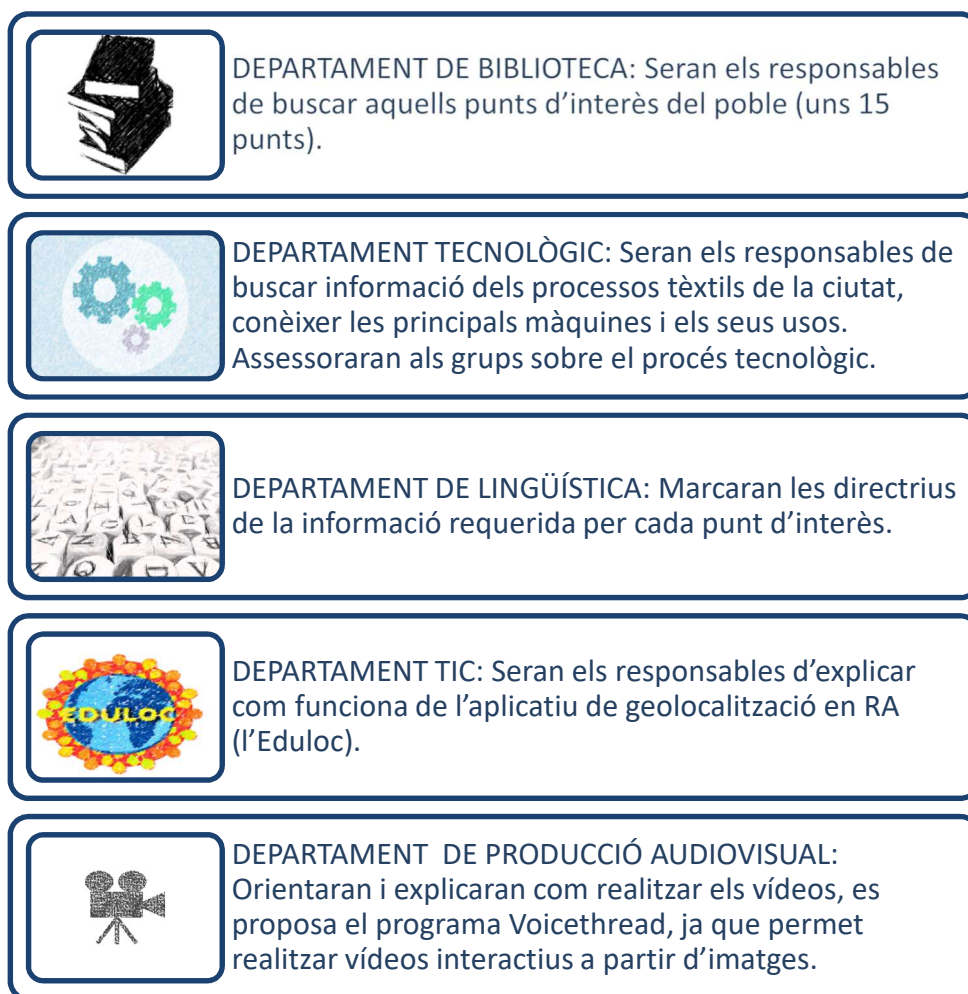 DEPARTAMENT DE BIBLIOTECA: Seran els responsables
de buscar aquells punts d’interès del poble (uns 15
punts).
DEPARTAMENT TECNOLÒGIC: Seran els responsables de
buscar informació dels processos tèxtils de la ciutat,
conèixer les principals màquines i els seus usos.
Assessoraran als grups sobre el procés tecnològic.
DEPARTAMENT DE LINGÜÍSTICA: Marcaran les directrius
de la informació requerida per cada punt d’interès.
EDULOC
DEPARTAMENT TIC: Seran els responsables d’explicar
com funciona de l’aplicatiu de geolocalització en RA
(l’Eduloc).
DEPARTAMENT  DE PRODUCCIÓ AUDIOVISUAL:
Orientaran i explicaran com realitzar els vídeos, es
proposa el programa Voicethread, ja que permet
realitzar vídeos interactius a partir d’imatges.